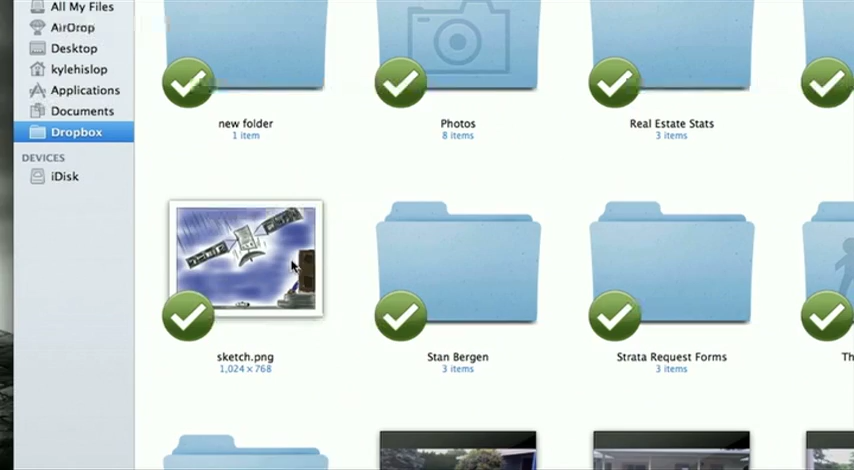 All My Files
AirDrop
Desktop
kylehislop
Applications
Documents
Dropbox
DEVICES
iDisk
new folder
1 item
Photos
8 items
Real Estate Stats
3 items
sketch.png
1,024 × 768
Stan Bergen
3 items
Strata Request Forms
3 items
Th